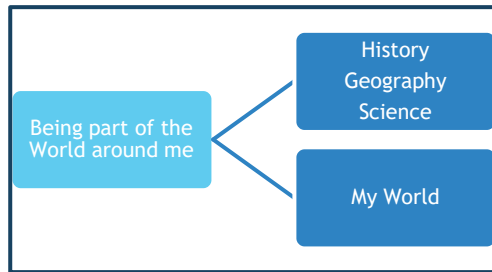 Being part of the
World around me
History
Geography
Science
My World